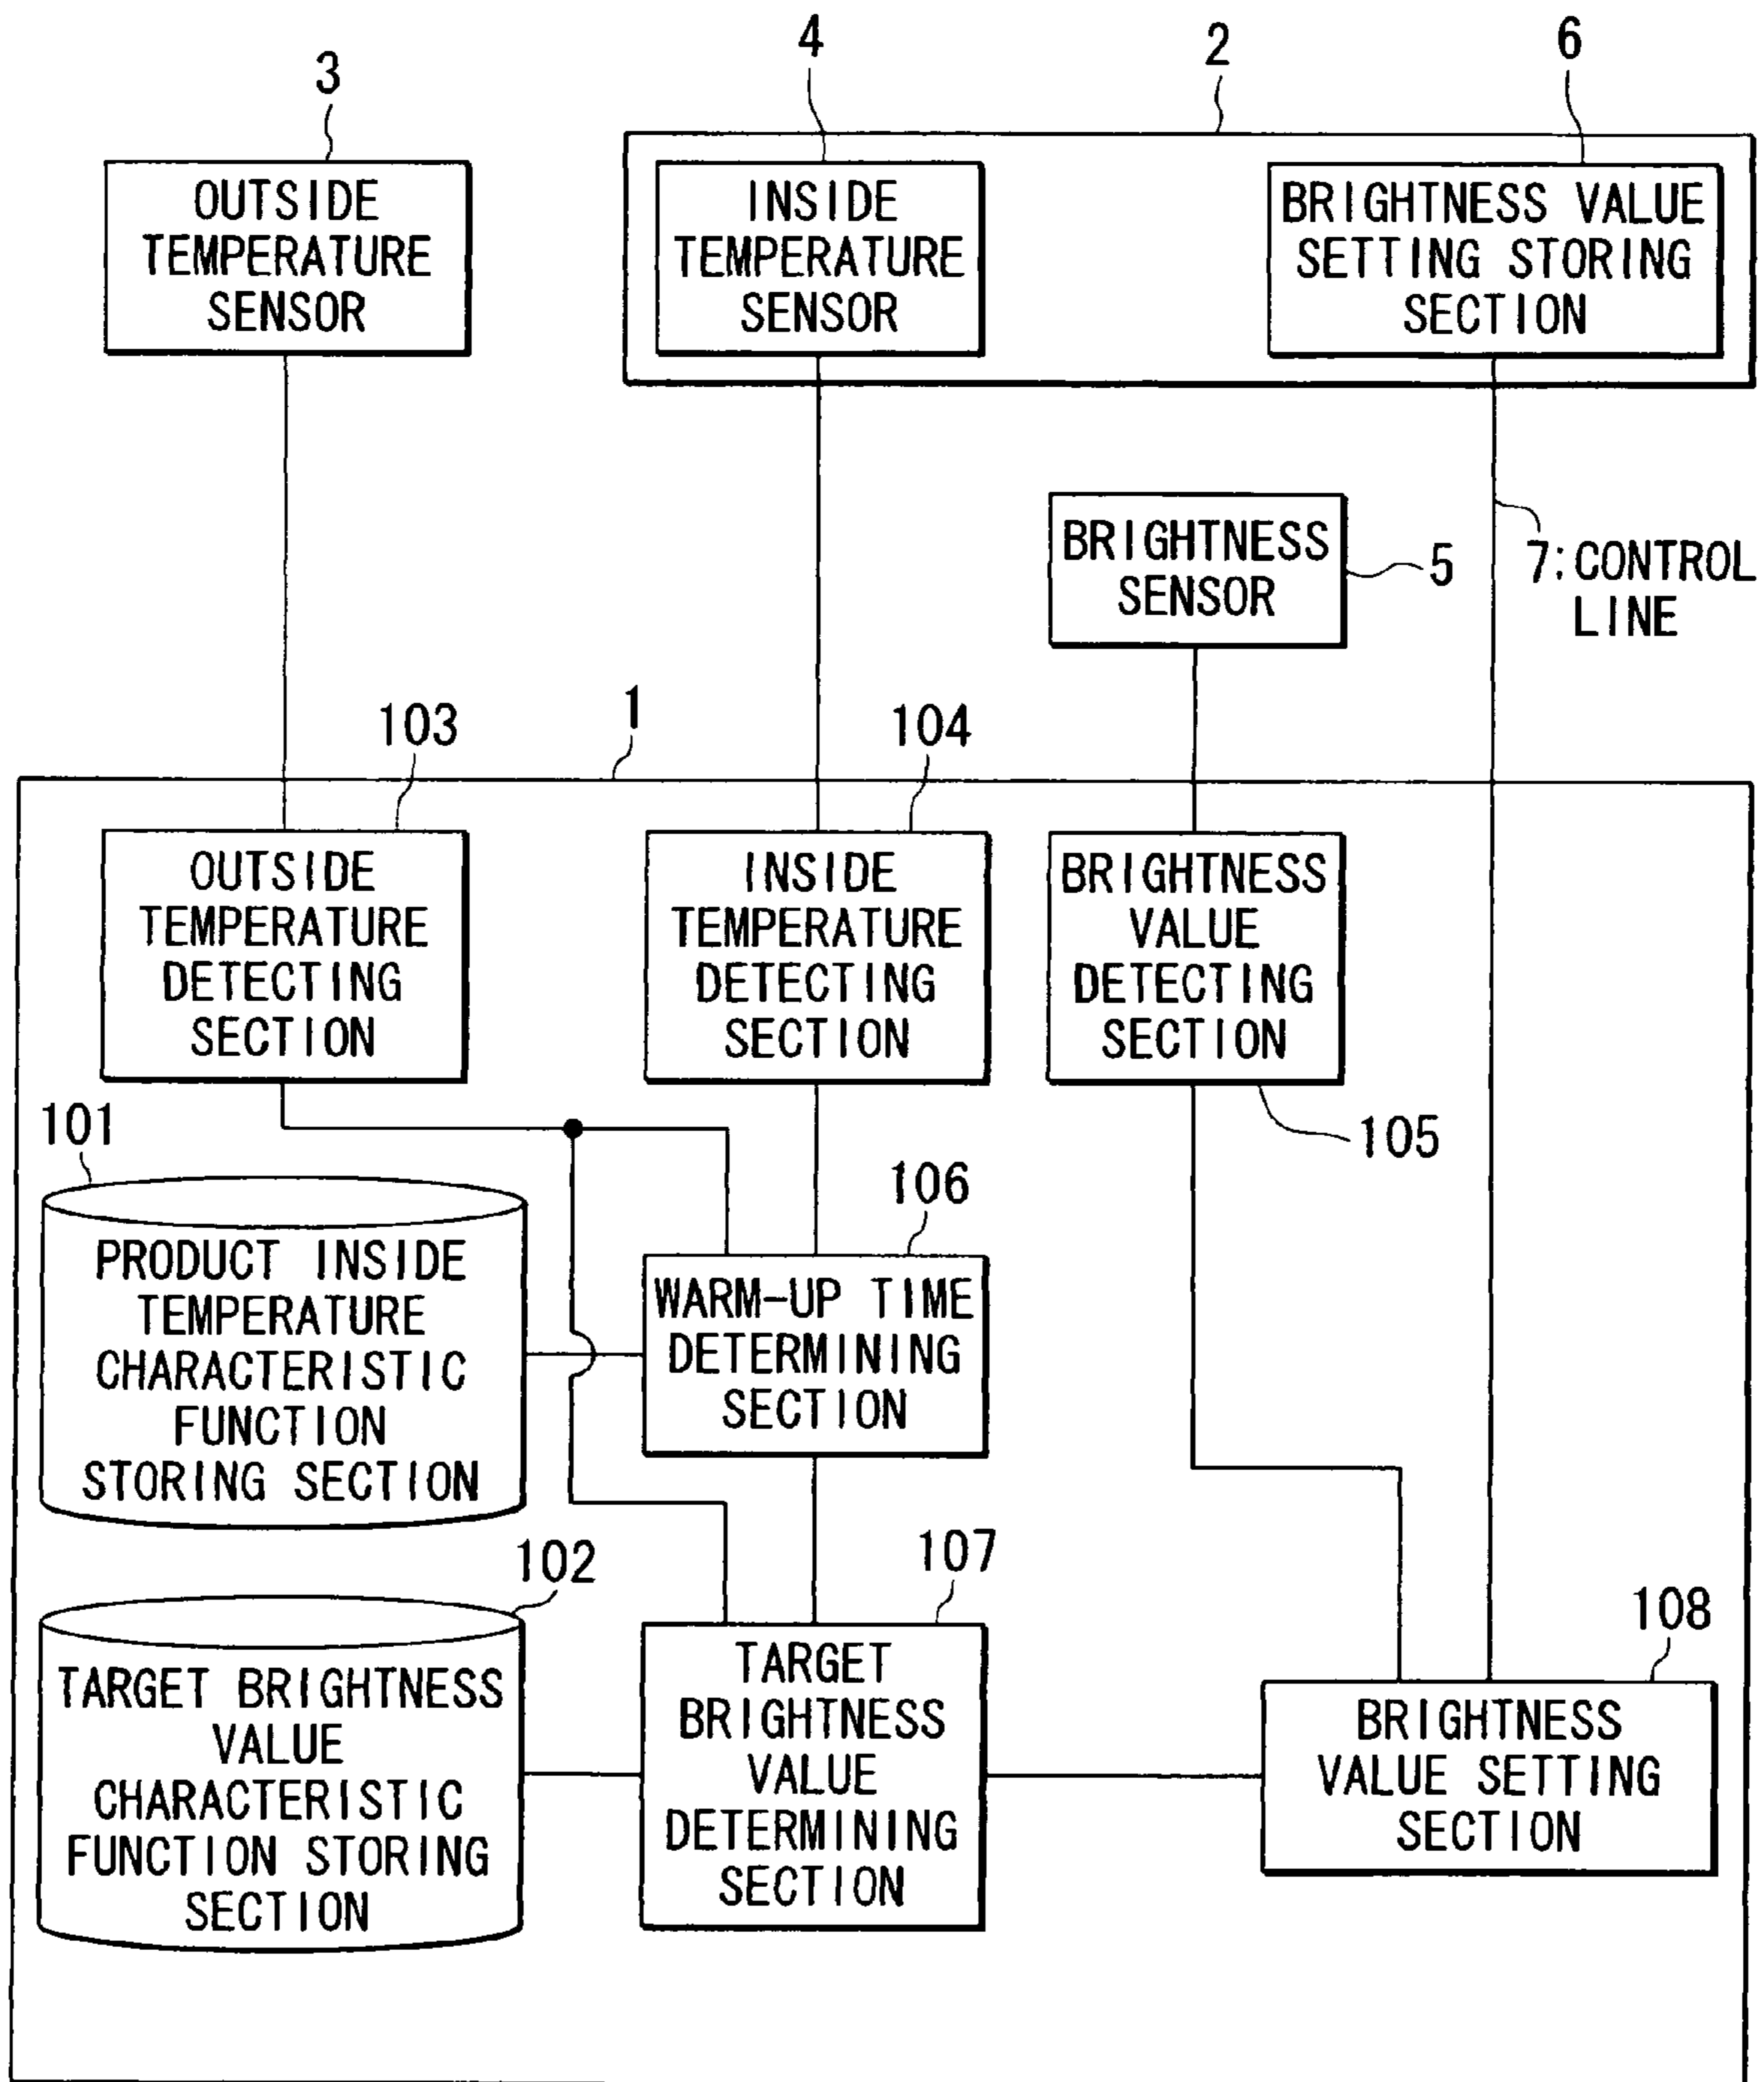 3
4
2
6
OUTSIDE
TEMPERATURE
SENSOR
INSIDE
TEMPERATURE
SENSOR
BRIGHTNESS VALUE
SETTING STORING
SECTION
BRIGHTNESS
SENSOR
5
7:CONTROL
LINE
1
103
104
OUTSIDE
TEMPERATURE
DETECTING
SECTION
INSIDE
TEMPERATURE
DETECTING
SECTION
BRIGHTNESS
VALUE
DETECTING
SECTION
105
101
106
PRODUCT INSIDE
TEMPERATURE
CHARACTERISTIC
FUNCTION
STORING SECTION
WARM-UP TIME
DETERMINING
SECTION
102
107
108
TARGET BRIGHTNESS
VALUE
CHARACTERISTIC
FUNCTION STORING
SECTION
TARGET
BRIGHTNESS
VALUE
DETERMINING
SECTION
BRIGHTNESS
VALUE SETTING
SECTION